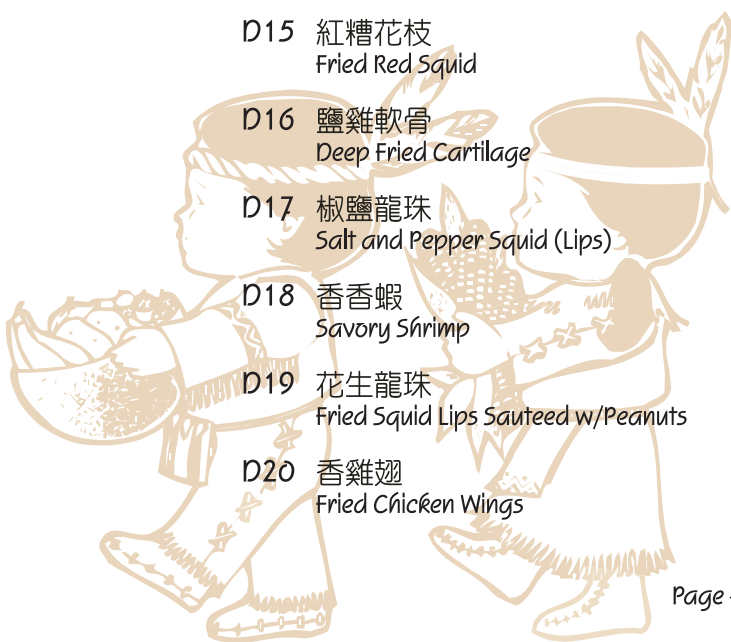 D15 紅糟花枝
Fried Red Squid
D16 鹽雞軟骨
Deep Fried Cartilage
D17 椒鹽龍珠
Salt and Pepper Squid (Lips)
D18 香香蝦
Savory Shrimp
D19 花生龍珠
Fried Squid Lips Sauteed w/Peanuts
D20 香雞翅
Fried Chicken Wings
Page